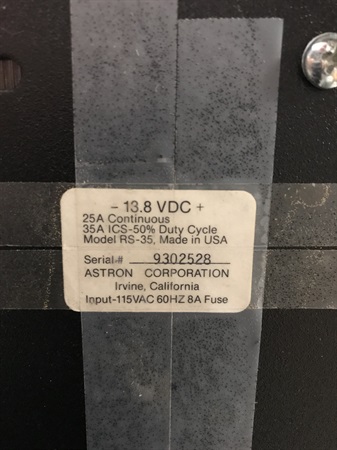 - 13.8 VDC +
25A Continuous
35A ICS-50% Duty Cycle
Model RS-35, Made in USA
Serial # 9302528
ASTRON CORPORATION
Irvine, California
Input-115VAC 60HZ 8A Fuse